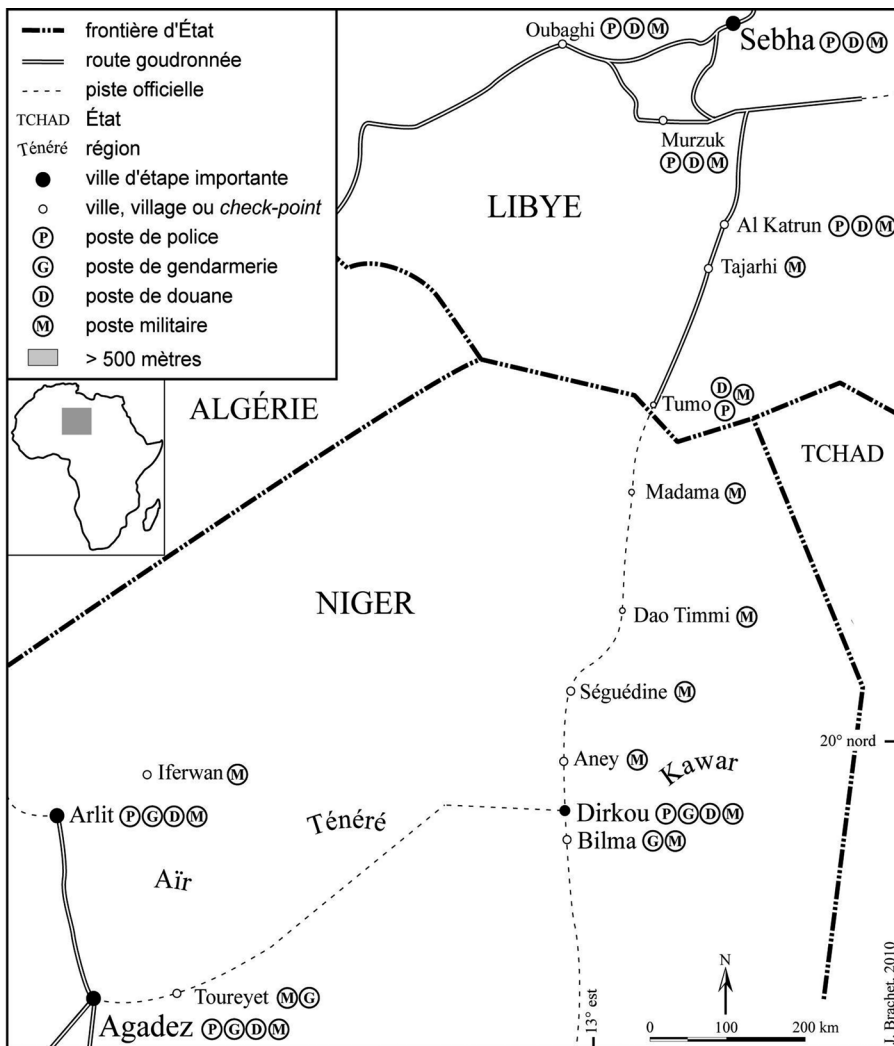 frontière d'État
route goudronnée
piste officielle
TCHAD État
Ténéré région
ville d'étape importante
ville, village ou check-point
P poste de police
G poste de gendarmerie
D poste de douane
M poste militaire
> 500 mètres
Oubaghi P D M
Sebha P D M
Murzuk
P D M
LIBYE
Al Katrun P D M
Tajarhi M
ALGÉRIE
Tumo D M P
TCHAD
Madama M
NIGER
Dao Timmi M
Séguédine M
20° nord
Aney M
Kawar
Iferwan M
Arlit P G D M
Ténéré
Dirkou P G D M
Bilma G M
Aïr
Toureyet M G
Agadez P G D M
13° est
N
0 100 200 km
J. Brachet, 2010